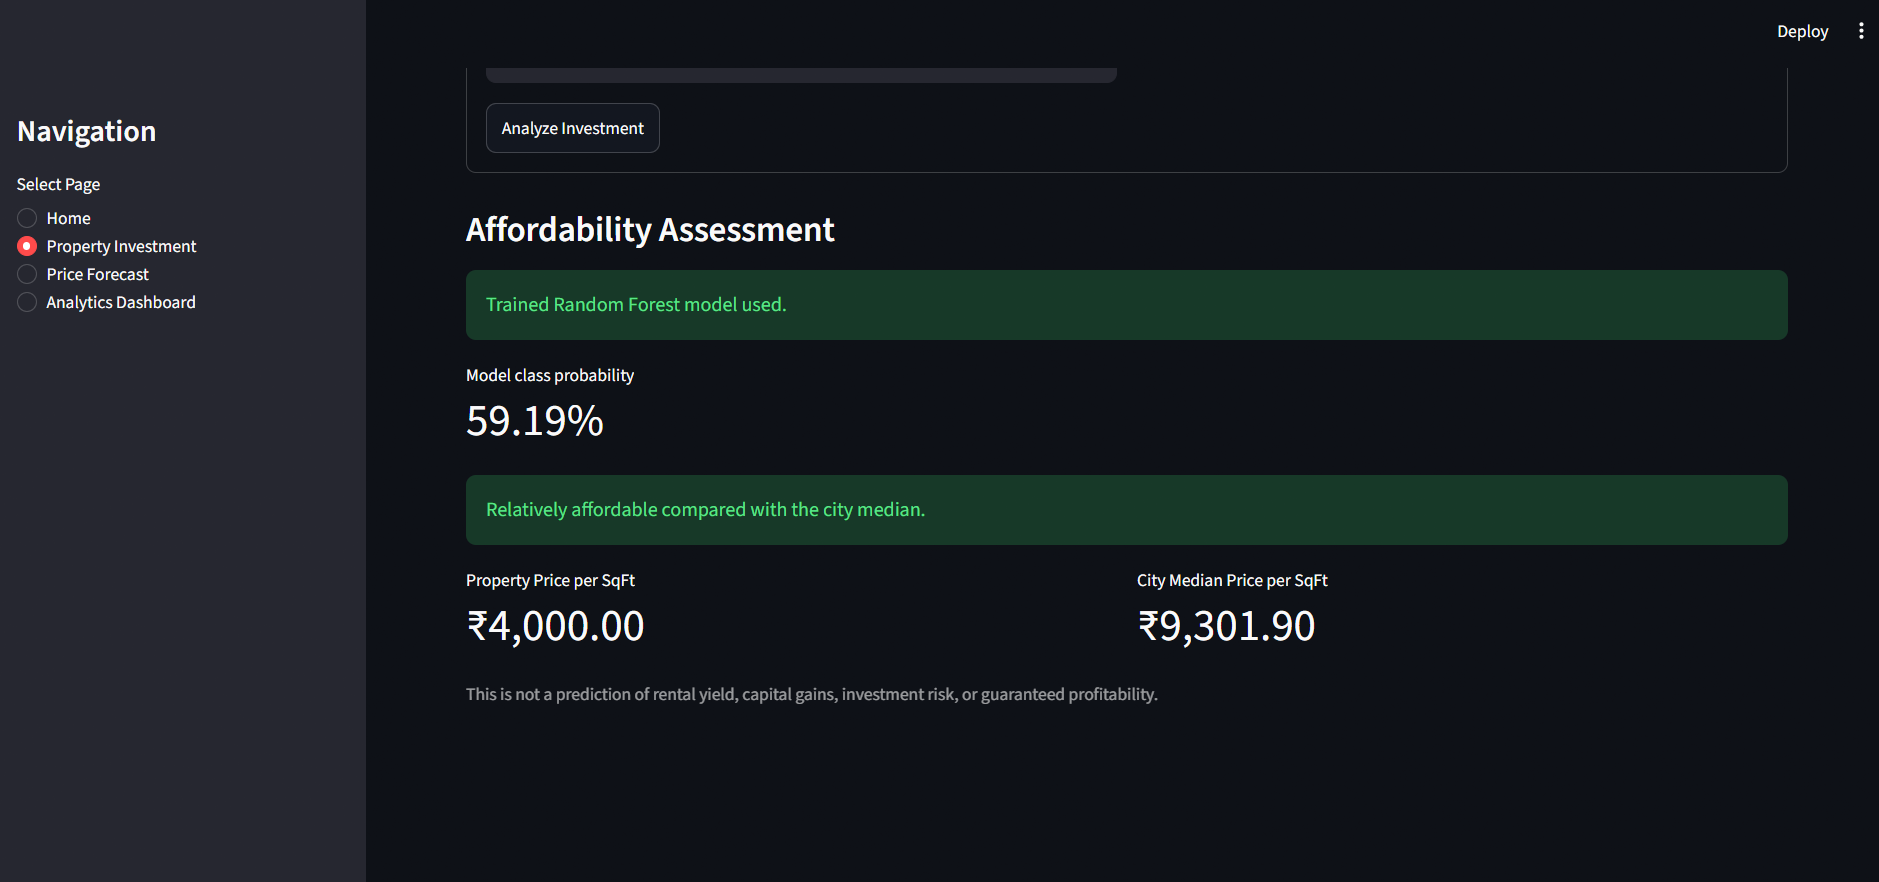 Deploy
Navigation
Select Page
Home
Property Investment
Price Forecast
Analytics Dashboard
Analyze Investment
Affordability Assessment
Trained Random Forest model used.
Model class probability
59.19%
Relatively affordable compared with the city median.
Property Price per SqFt
₹4,000.00
City Median Price per SqFt
₹9,301.90
This is not a prediction of rental yield, capital gains, investment risk, or guaranteed profitability.